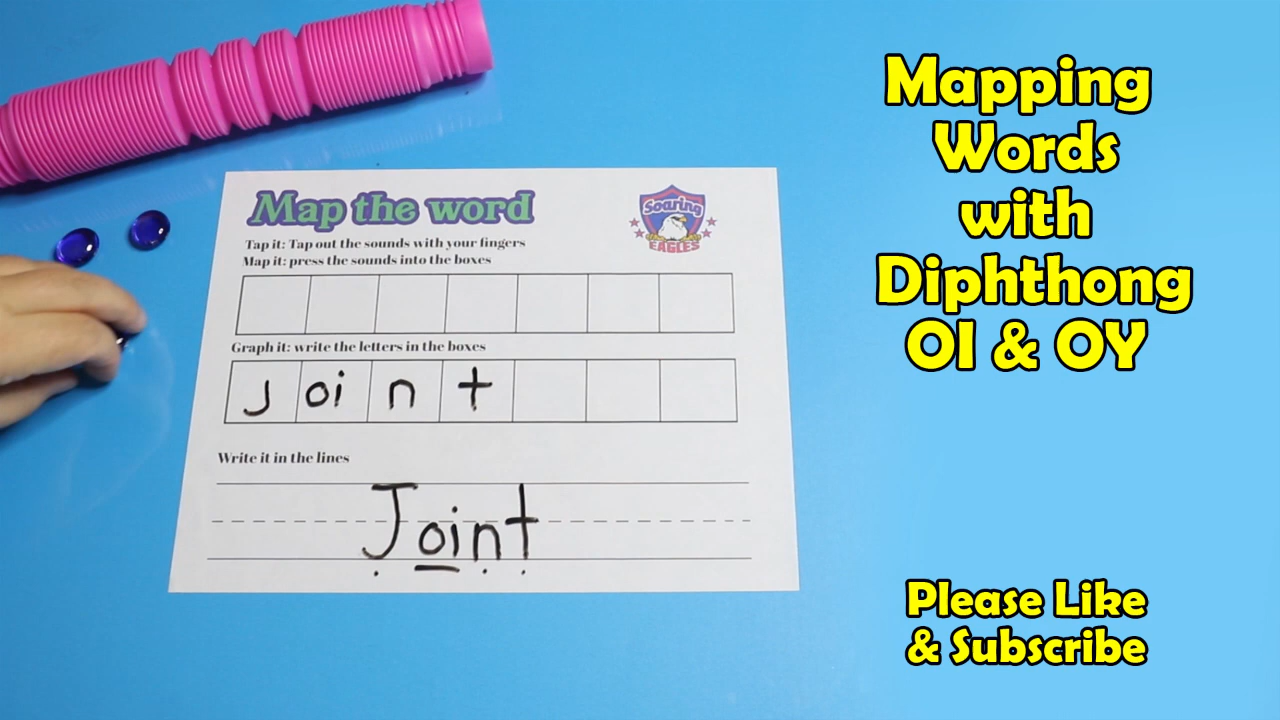 Map the word
Soaring
EAGLES
Tap it: Tap out the sounds with your fingers
Map it: press the sounds into the boxes
Graph it: write the letters in the boxes
J oi n t
Write it in the lines
Joint
Mapping
Words
with
Diphthong
OI & OY
Please Like
& Subscribe